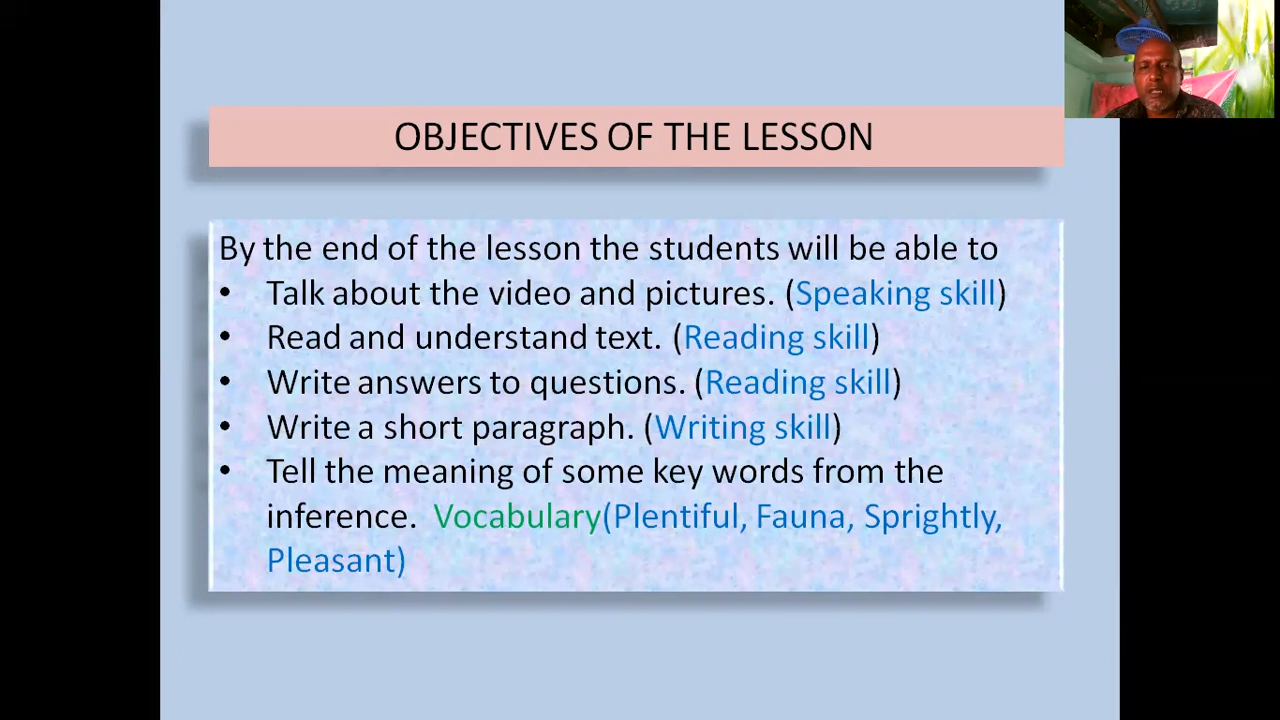 OBJECTIVES OF THE LESSON
By the end of the lesson the students will be able to
• Talk about the video and pictures. (Speaking skill)
• Read and understand text. (Reading skill)
• Write answers to questions. (Reading skill)
• Write a short paragraph. (Writing skill)
• Tell the meaning of some key words from the
inference. Vocabulary(Plentiful, Fauna, Sprightly,
Pleasant)